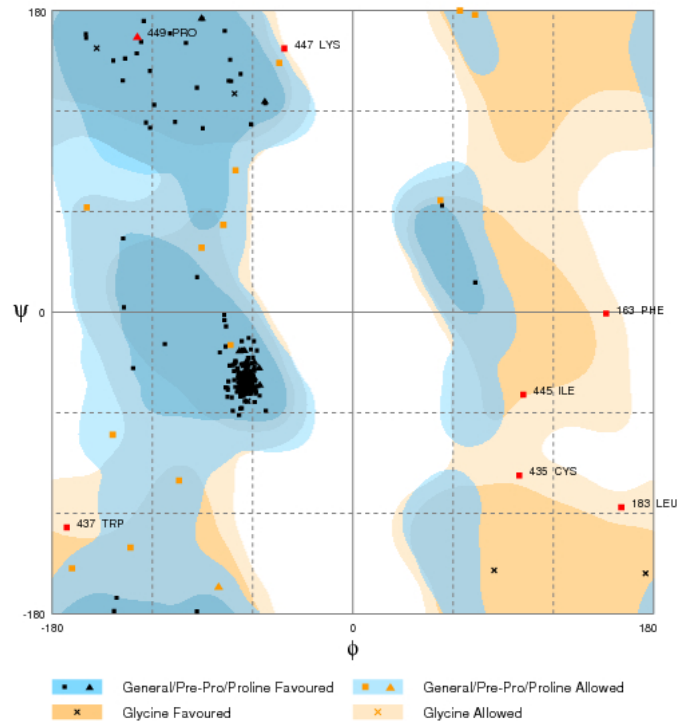 180
449 PRO
447 LYS
ψ
0
163 PHE
445 ILE
435 CYS
183 LEU
437 TRP
-180
-180
0
180
ϕ
General/Pre-Pro/Proline Favoured
General/Pre-Pro/Proline Allowed
Glycine Favoured
Glycine Allowed